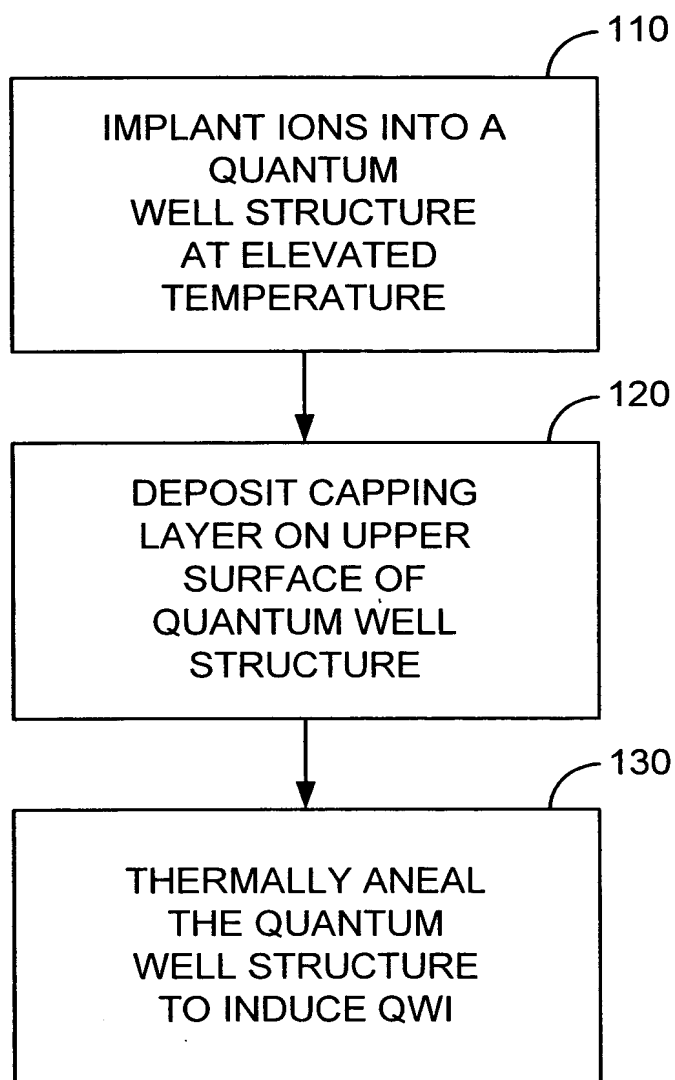 110
IMPLANT IONS INTO A
QUANTUM
WELL STRUCTURE
AT ELEVATED
TEMPERATURE
120
DEPOSIT CAPPING
LAYER ON UPPER
SURFACE OF
QUANTUM WELL
STRUCTURE
130
THERMALLY ANEAL
THE QUANTUM
WELL STRUCTURE
TO INDUCE QWI